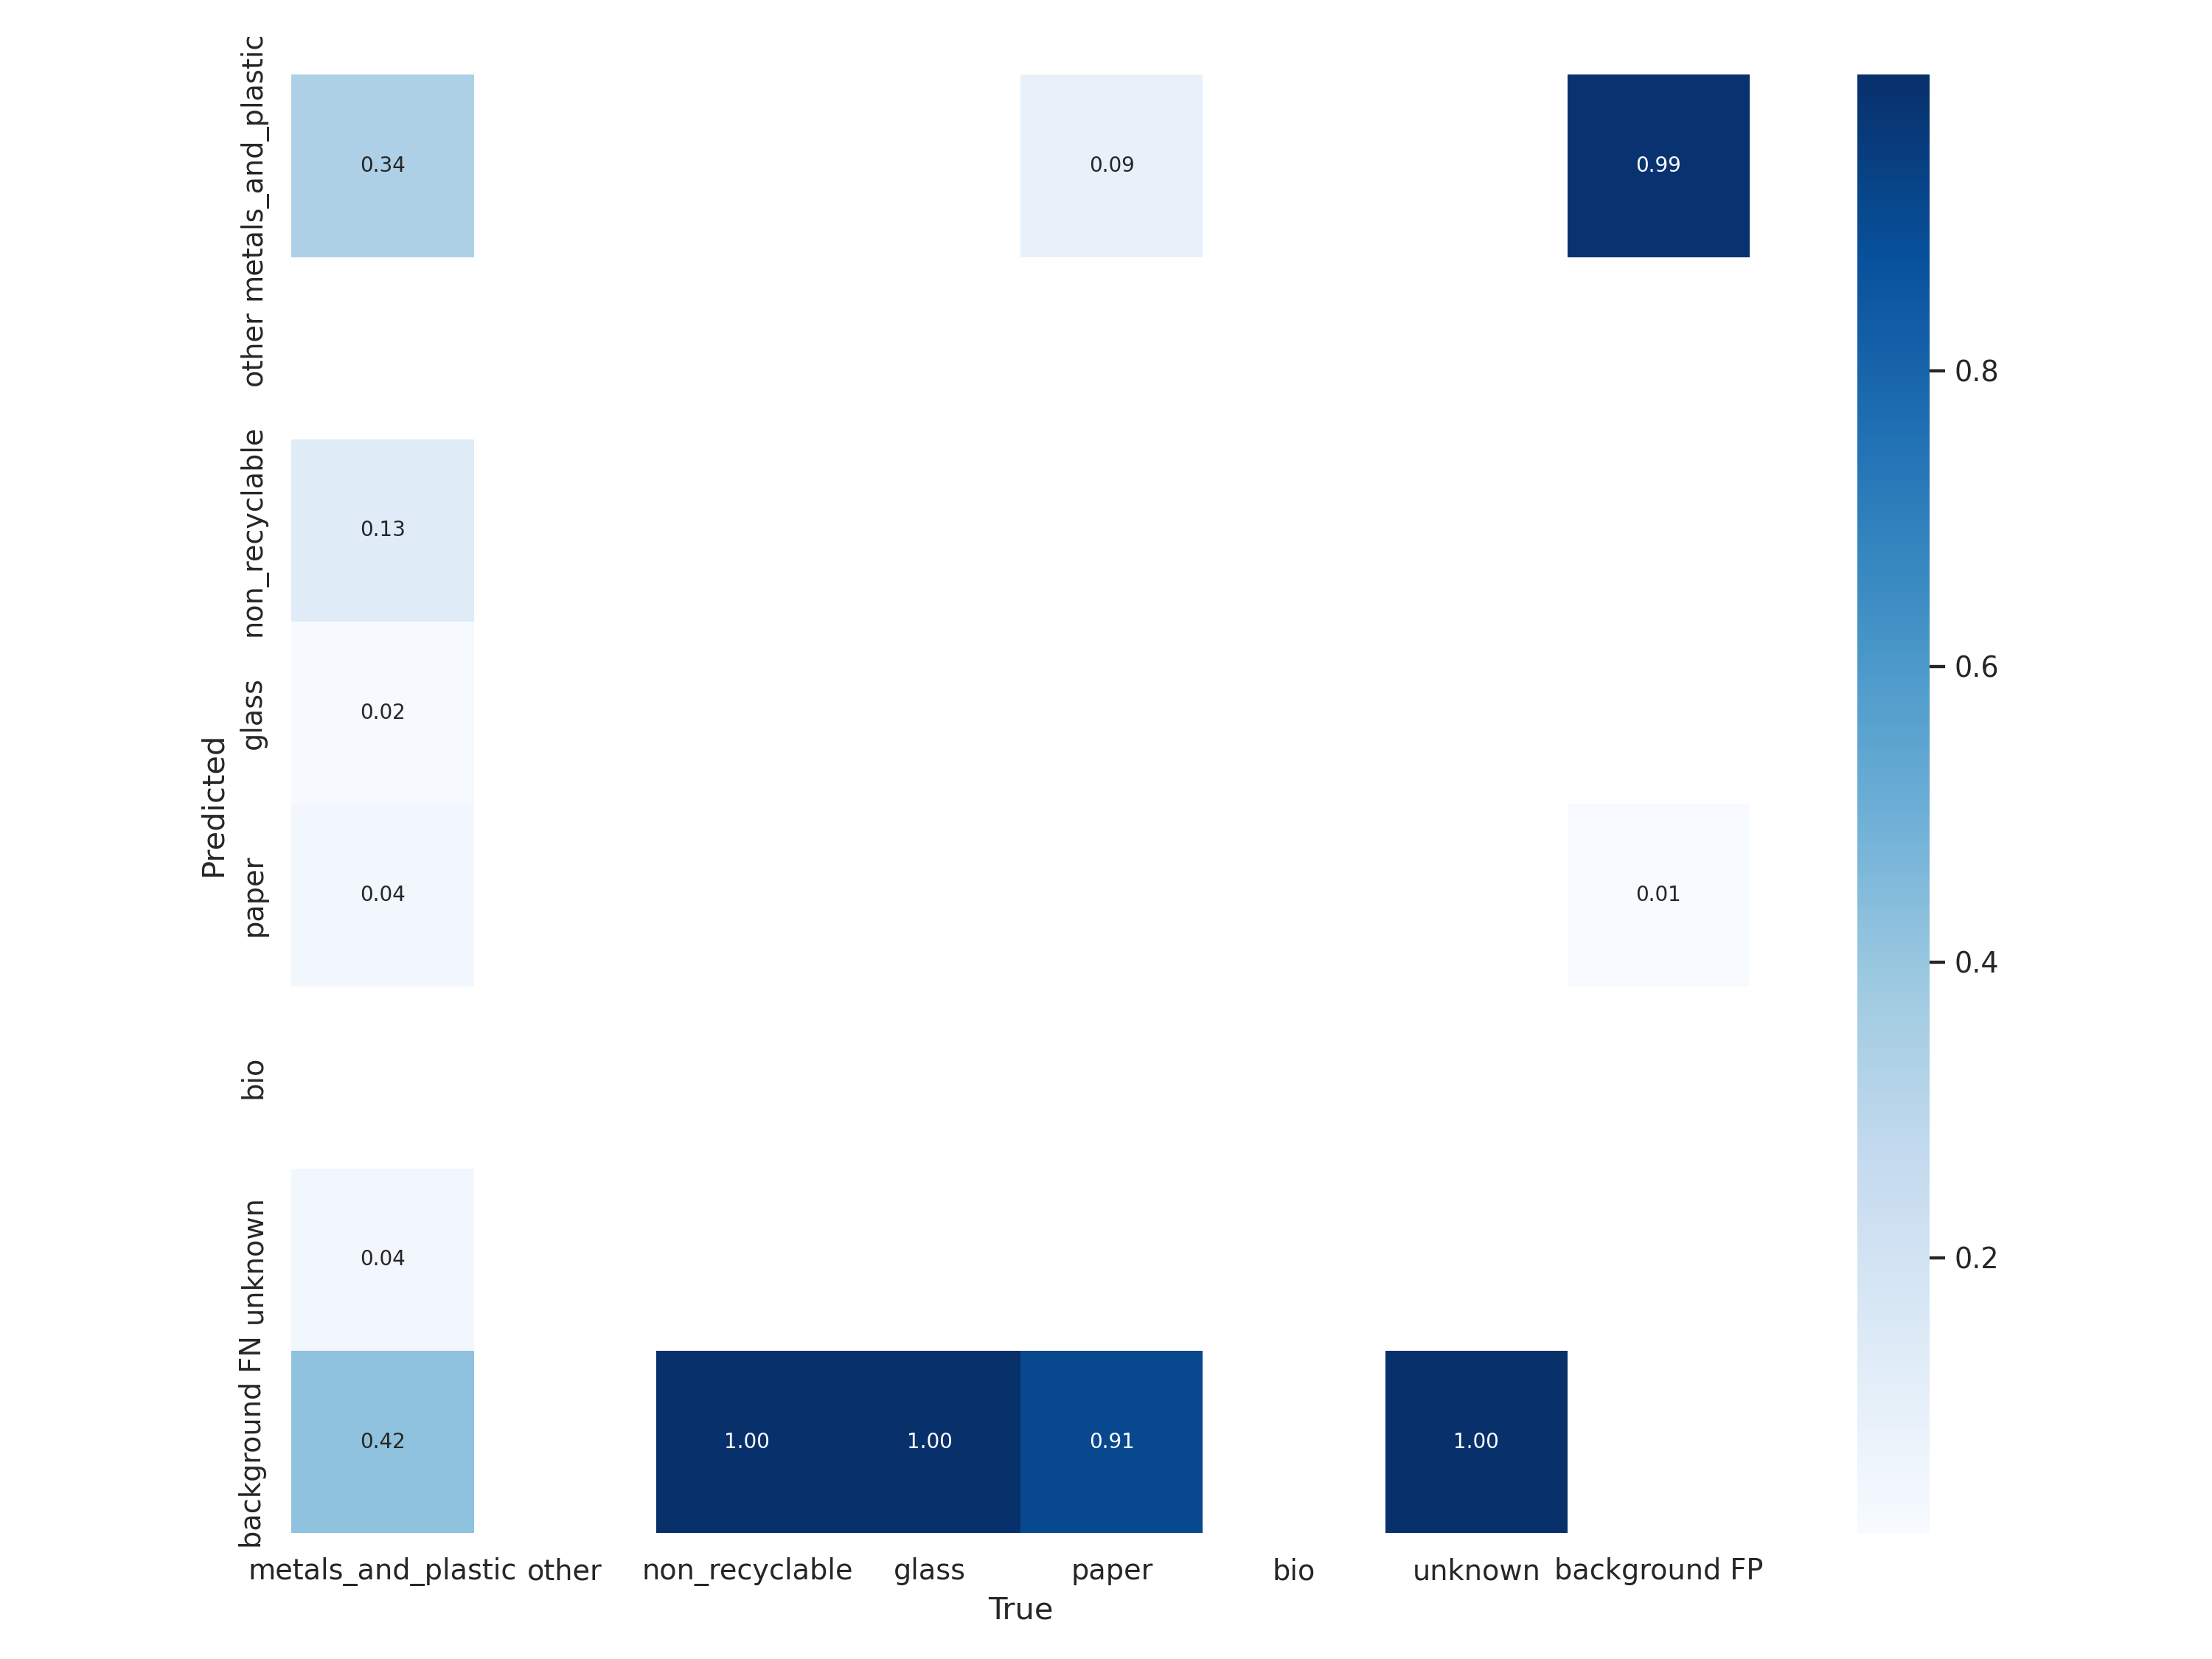 metals_and_plastic
other
non_recyclable
glass
paper
bio
unknown
background FN
Predicted
0.34
0.09
0.99
0.13
0.02
0.04
0.01
0.04
0.42
1.00
1.00
0.91
1.00
metals_and_plastic
other
non_recyclable
glass
paper
bio
unknown
background FP
True
0.8
0.6
0.4
0.2